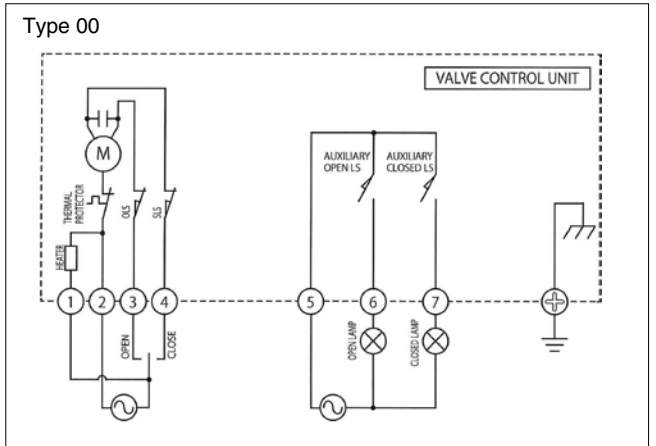 Type 00
VALVE CONTROL UNIT
M
THERMAL
PROTECTOR
OLS
SLS
HEATER
AUXILIARY
OPEN LS
AUXILIARY
CLOSED LS
1
2
3
4
5
6
7
OPEN
CLOSE
OPEN LAMP
CLOSED LAMP